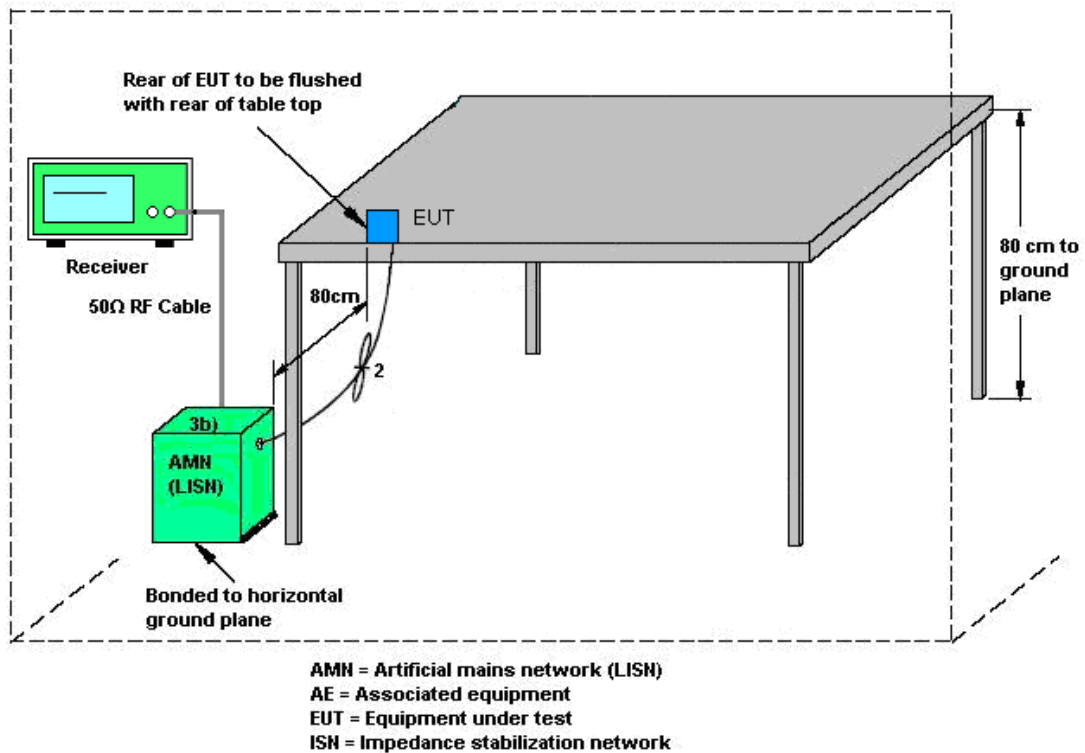 Rear of EUT to be flushed
with rear of table top
EUT
Receiver
50Ω RF Cable
80cm
80 cm to
ground
plane
2
3b)
AMN
(LISN)
Bonded to horizontal
ground plane
AMN = Artificial mains network (LISN)
AE = Associated equipment
EUT = Equipment under test
ISN = Impedance stabilization network